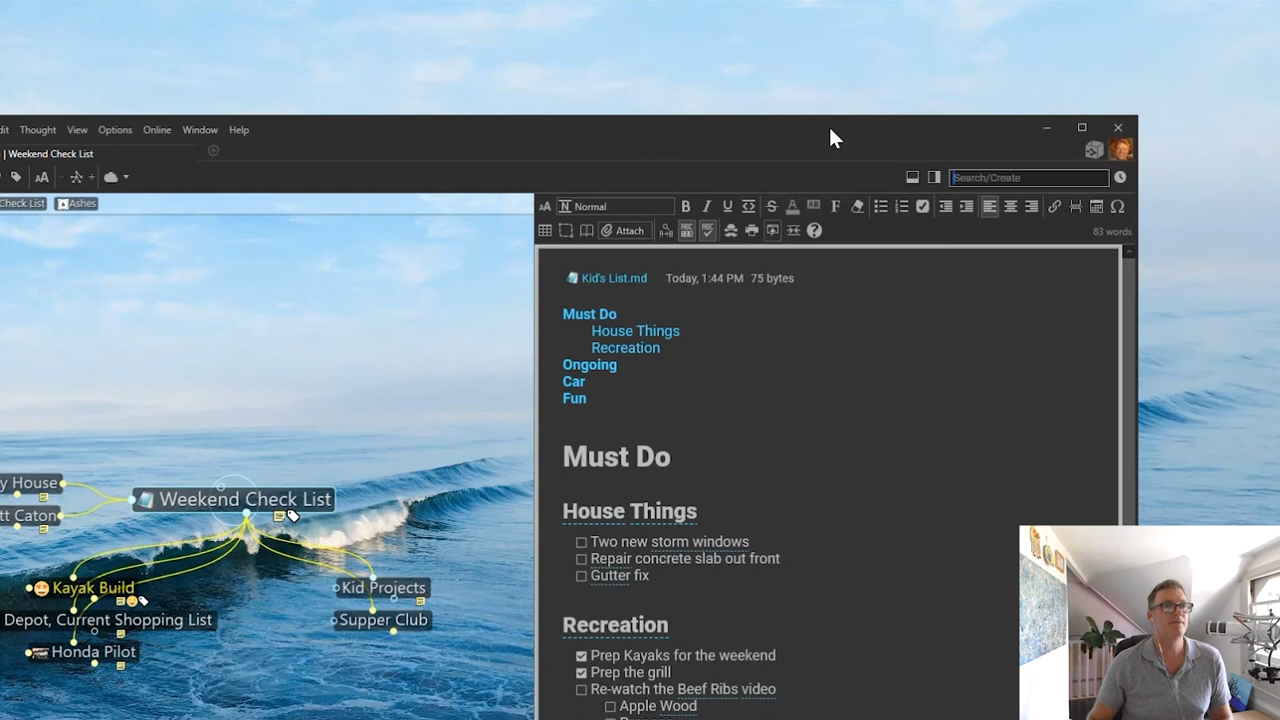 dit Thought View Options Online Window Help
| Weekend Check List
Search/Create
Check List Ashes
Normal
Attach
83 words
Kid's List.md Today, 1:44 PM 75 bytes
Must Do
House Things
Recreation
Ongoing
Car
Fun
Must Do
House Things
Two new storm windows
Repair concrete slab out front
Gutter fix
Recreation
Prep Kayaks for the weekend
Prep the grill
Re-watch the Beef Ribs video
Apple Wood
y House
tt Caton
Weekend Check List
Kayak Build
Depot, Current Shopping List
Honda Pilot
Kid Projects
Supper Club